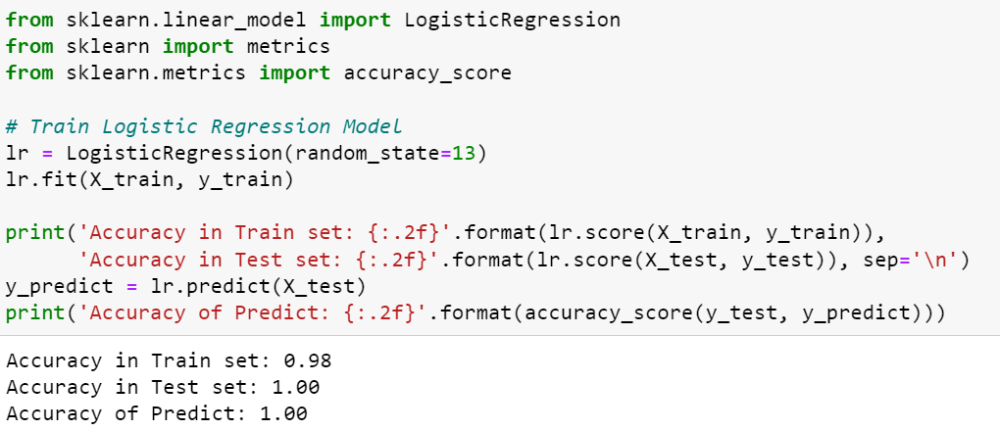 from sklearn.linear_model import LogisticRegression
from sklearn import metrics
from sklearn.metrics import accuracy_score

# Train Logistic Regression Model
lr = LogisticRegression(random_state=13)
lr.fit(X_train, y_train)

print('Accuracy in Train set: {:.2f}'.format(lr.score(X_train, y_train)),
      'Accuracy in Test set: {:.2f}'.format(lr.score(X_test, y_test)), sep='\n')
y_predict = lr.predict(X_test)
print('Accuracy of Predict: {:.2f}'.format(accuracy_score(y_test, y_predict)))

Accuracy in Train set: 0.98
Accuracy in Test set: 1.00
Accuracy of Predict: 1.00